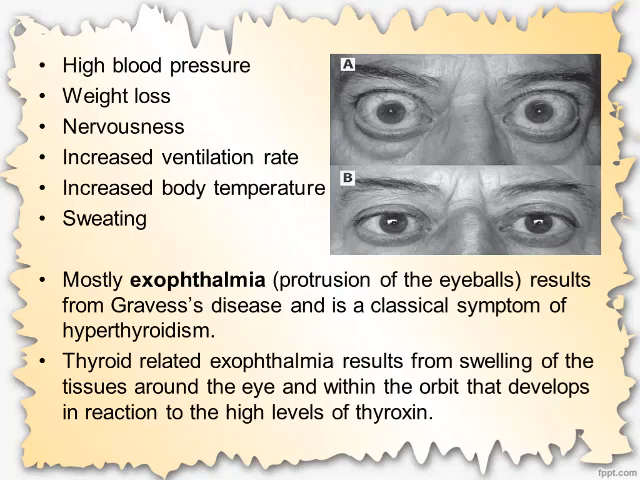 • High blood pressure
• Weight loss
• Nervousness
• Increased ventilation rate
• Increased body temperature
• Sweating
A
B
• Mostly exophthalmia (protrusion of the eyeballs) results
from Gravess's disease and is a classical symptom of
hyperthyroidism.
• Thyroid related exophthalmia results from swelling of the
tissues around the eye and within the orbit that develops
in reaction to the high levels of thyroxin.
fppt.com